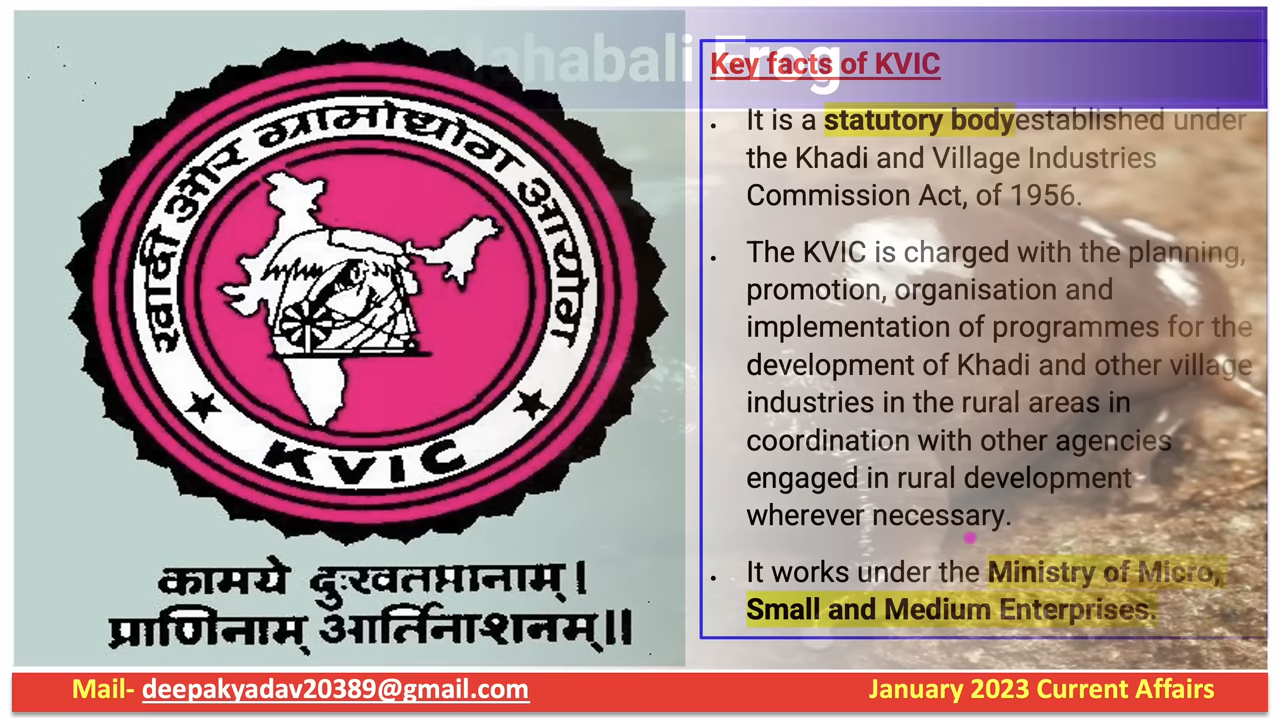 Mahabali Frog
खादी और ग्रामोद्योग आयोग
KVIC
कामये दुःखतप्तानाम्।
प्राणिनाम् आर्तिनाशनम्॥
Key facts of KVIC
• It is a statutory bodyestablished under
the Khadi and Village Industries
Commission Act, of 1956.
• The KVIC is charged with the planning,
promotion, organisation and
implementation of programmes for the
development of Khadi and other village
industries in the rural areas in
coordination with other agencies
engaged in rural development
wherever necessary.
• It works under the Ministry of Micro,
Small and Medium Enterprises.
Mail- deepakyadav20389@gmail.com
January 2023 Current Affairs